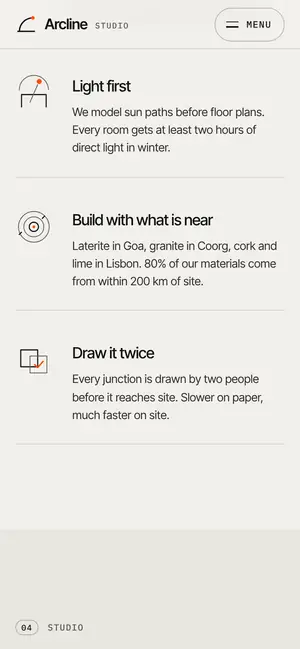 Arcline STUDIO MENU
Light first
We model sun paths before floor plans.
Every room gets at least two hours of
direct light in winter.
Build with what is near
Laterite in Goa, granite in Coorg, cork and
lime in Lisbon. 80% of our materials come
from within 200 km of site.
Draw it twice
Every junction is drawn by two people
before it reaches site. Slower on paper,
much faster on site.
04 STUDIO